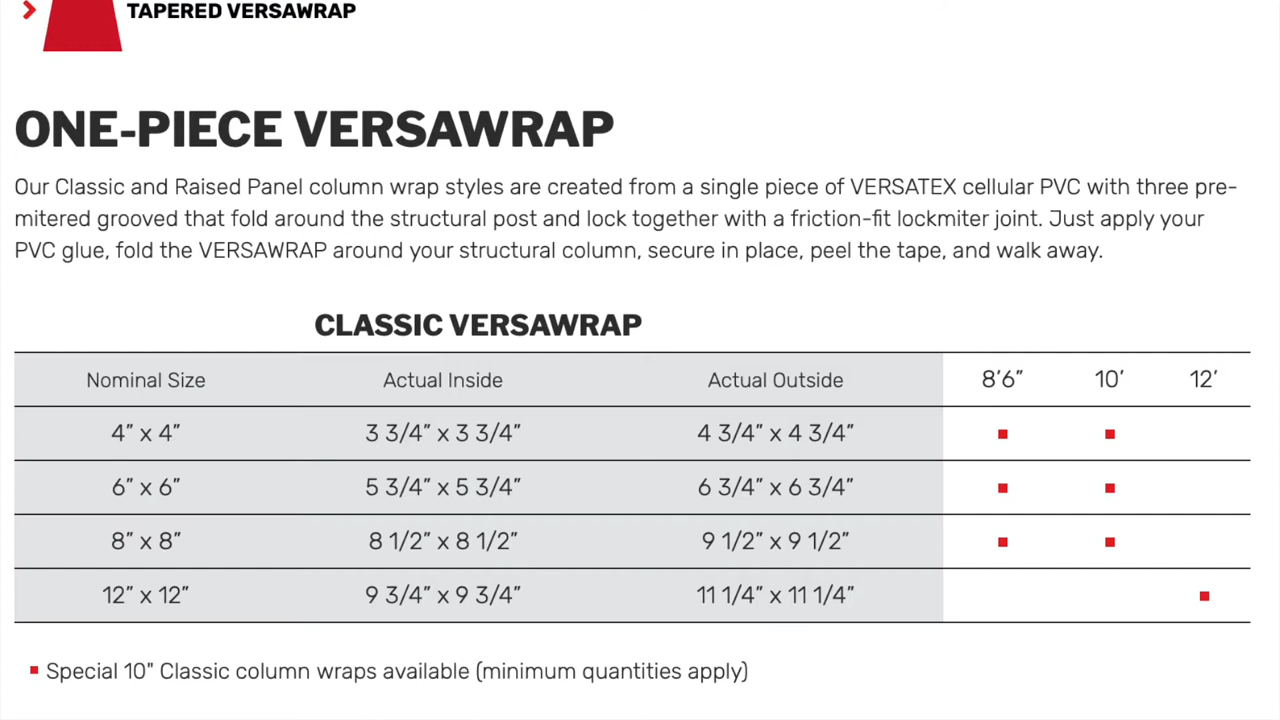 TAPERED VERSAWRAP
ONE-PIECE VERSAWRAP
Our Classic and Raised Panel column wrap styles are created from a single piece of VERSATEX cellular PVC with three pre-
mitered grooved that fold around the structural post and lock together with a friction-fit lockmiter joint. Just apply your
PVC glue, fold the VERSAWRAP around your structural column, secure in place, peel the tape, and walk away.
CLASSIC VERSAWRAP
Nominal Size Actual Inside Actual Outside 8’6” 10’ 12’
4” x 4” 3 3/4” x 3 3/4” 4 3/4” x 4 3/4”
6” x 6” 5 3/4” x 5 3/4” 6 3/4” x 6 3/4”
8” x 8” 8 1/2” x 8 1/2” 9 1/2” x 9 1/2”
12” x 12” 9 3/4” x 9 3/4” 11 1/4” x 11 1/4”
Special 10" Classic column wraps available (minimum quantities apply)